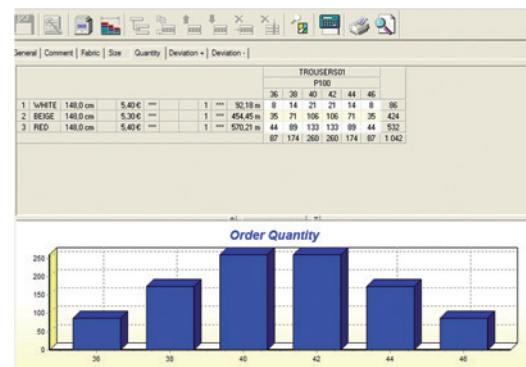 General | Comment | Fabric | Size | Quantity | Deviation + | Deviation - |
TROUSERS01
P100
36 38 40 42 44 46
1 WHITE 148,0 cm 5,40 € *** 1 *** 92,18 m 8 14 21 21 14 8 86
2 BEIGE 148,0 cm 5,30 € *** 1 *** 454,45 m 35 71 106 106 71 35 424
3 RED 148,0 cm 5,40 € *** 1 *** 570,21 m 44 89 133 133 89 44 532
87 174 260 260 174 87 1 042
Order Quantity
250
200
150
100
50
0
36 38 40 42 44 46